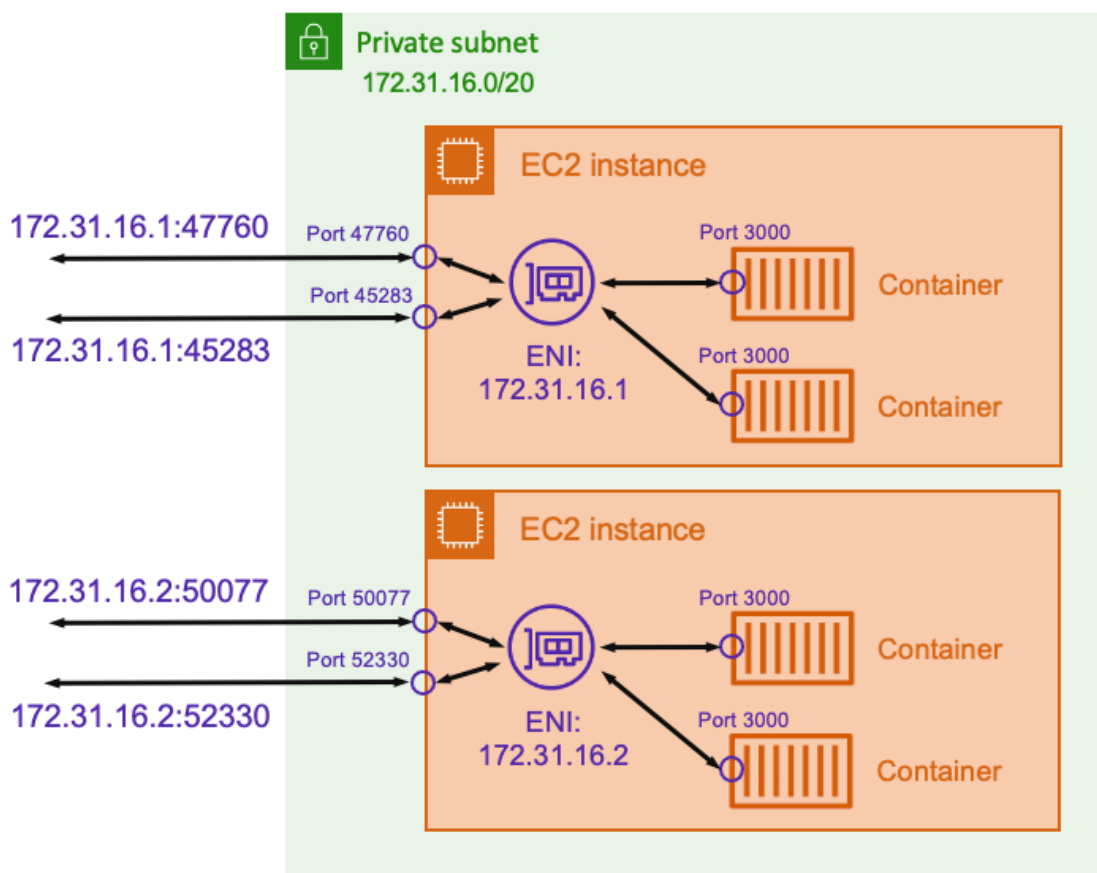 Private subnet
172.31.16.0/20
EC2 instance
172.31.16.1:47760
Port 47760
Port 3000
Container
Port 45283
172.31.16.1:45283
ENI:
172.31.16.1
Port 3000
Container
EC2 instance
172.31.16.2:50077
Port 50077
Port 3000
Container
Port 52330
172.31.16.2:52330
ENI:
172.31.16.2
Port 3000
Container